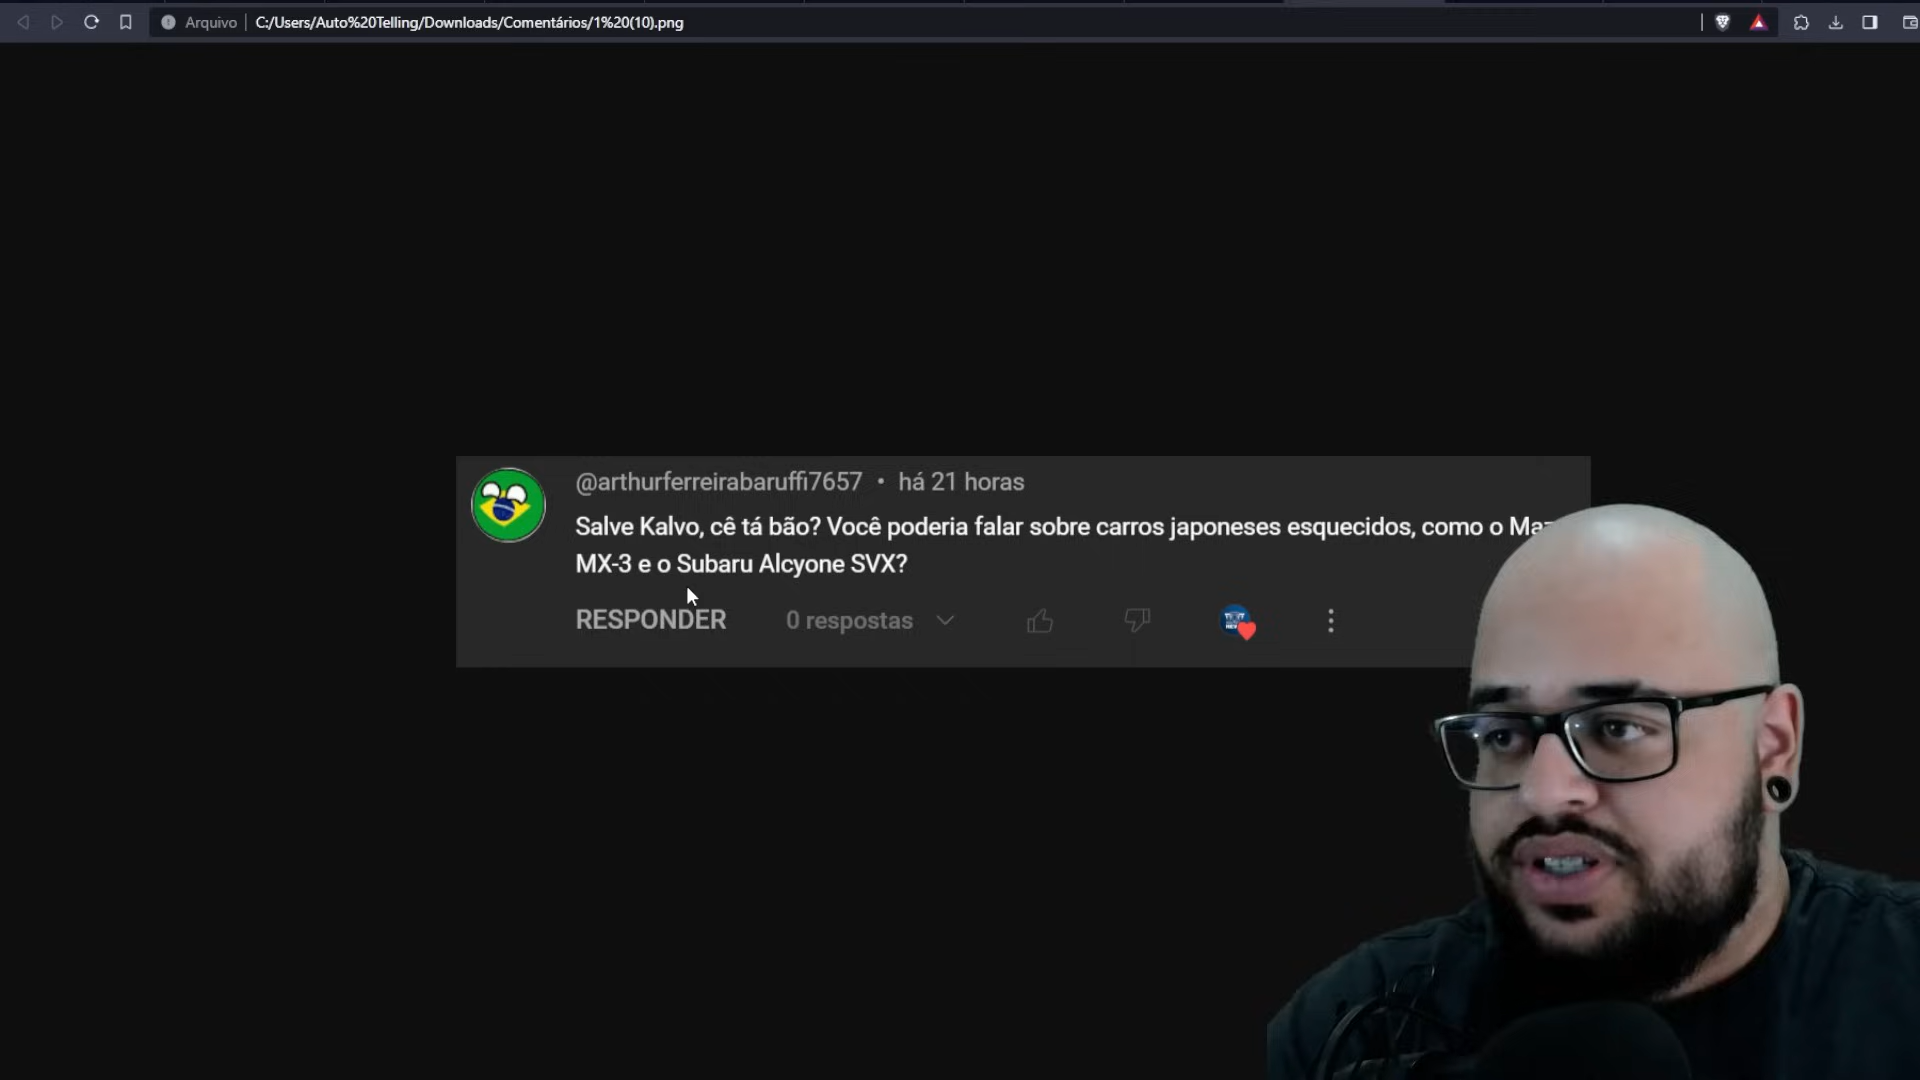 Arquivo C:/Users/Auto%20Telling/Downloads/Comentários/1%20(10).png
@arthurferreirabaruffi7657 • há 21 horas
Salve Kalvo, cê tá bão? Você poderia falar sobre carros japoneses esquecidos, como o
MX-3 e o Subaru Alcyone SVX?
RESPONDER 0 respostas